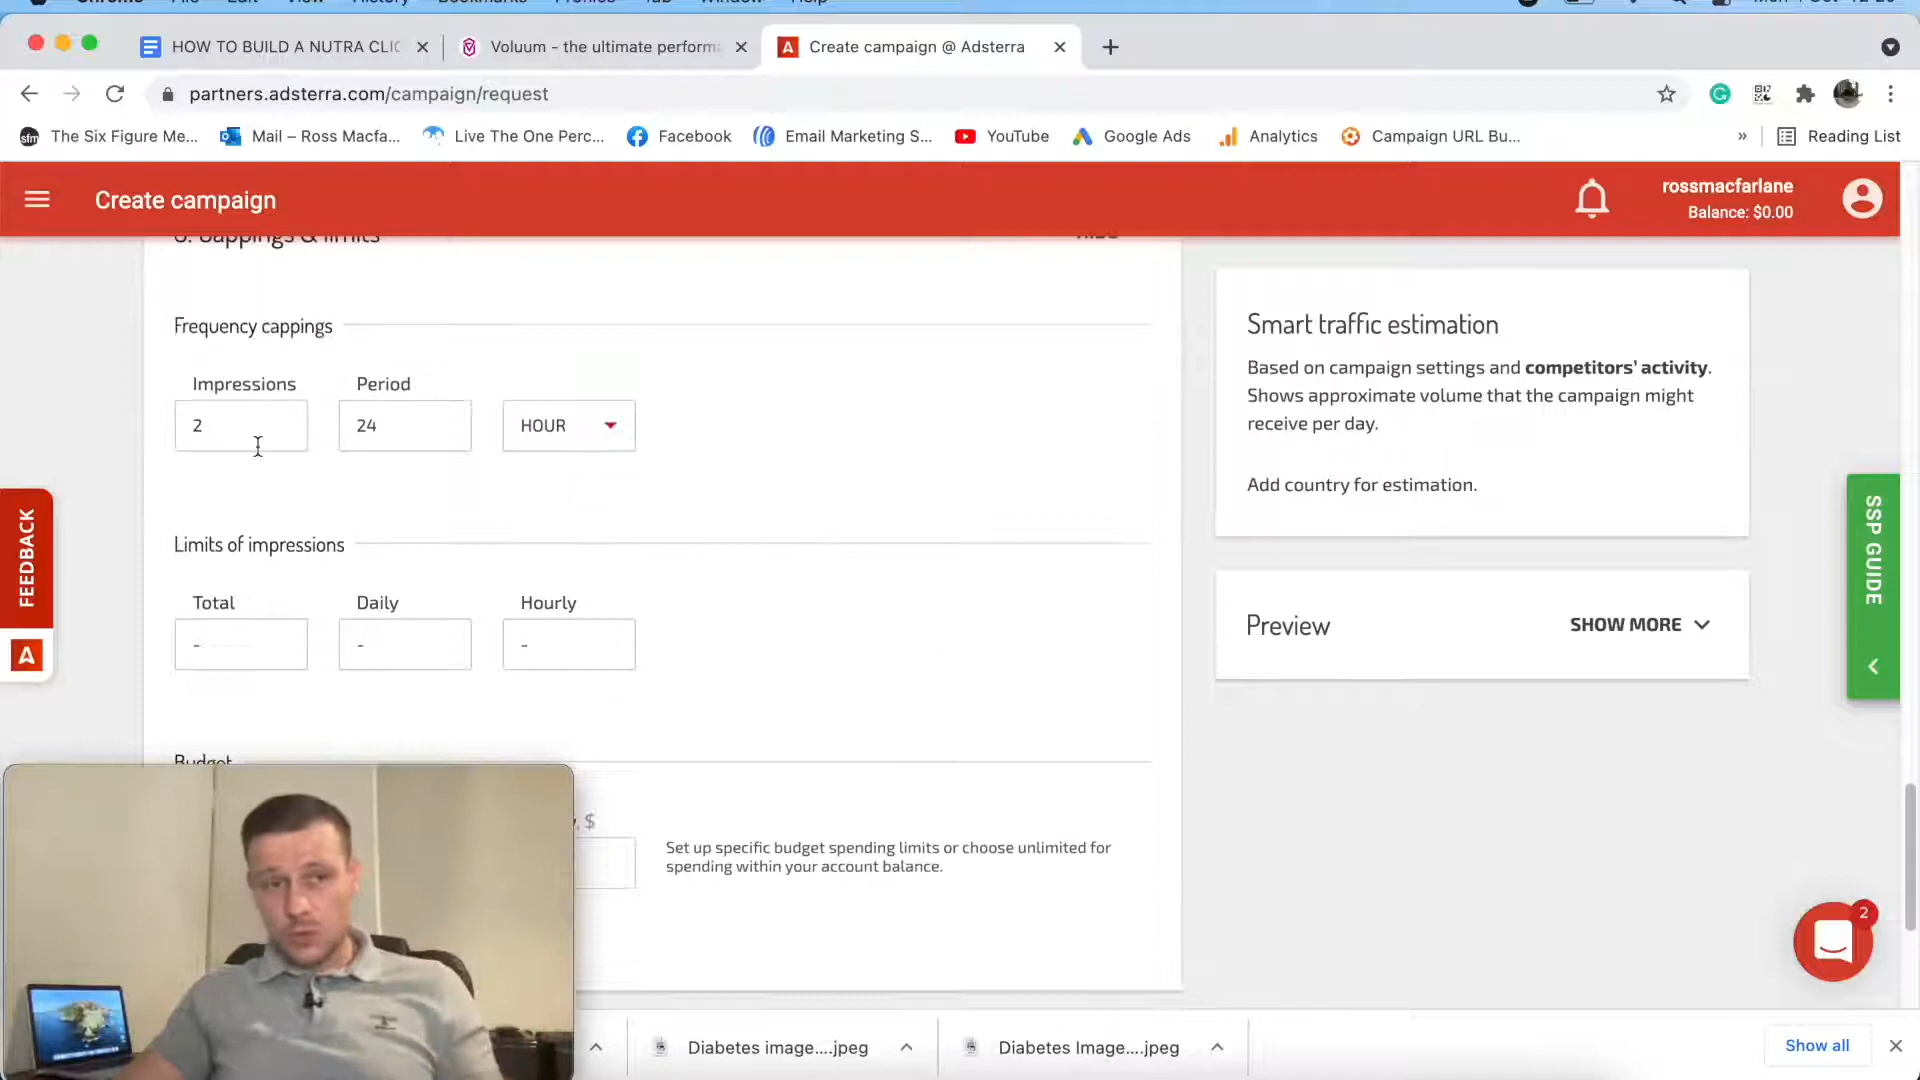 HOW TO BUILD A NUTRA CLIC
Voluum - the ultimate performa
Create campaign @ Adsterra
partners.adsterra.com/campaign/request
The Six Figure Me...
Mail – Ross Macfa...
Live The One Perc...
Facebook
Email Marketing S...
YouTube
Google Ads
Analytics
Campaign URL Bu...
»
Reading List
Create campaign
rossmacfarlane
Balance: $0.00
Cappings & limits
Frequency cappings
Impressions
Period
2
24
HOUR
Limits of impressions
Total
Daily
Hourly
-
-
-
Budget
, $
Set up specific budget spending limits or choose unlimited for
spending within your account balance.
Smart traffic estimation
Based on campaign settings and competitors' activity.
Shows approximate volume that the campaign might
receive per day.
Add country for estimation.
Preview
SHOW MORE
FEEDBACK
A
SSP GUIDE
2
Diabetes image....jpeg
Diabetes Image....jpeg
Show all